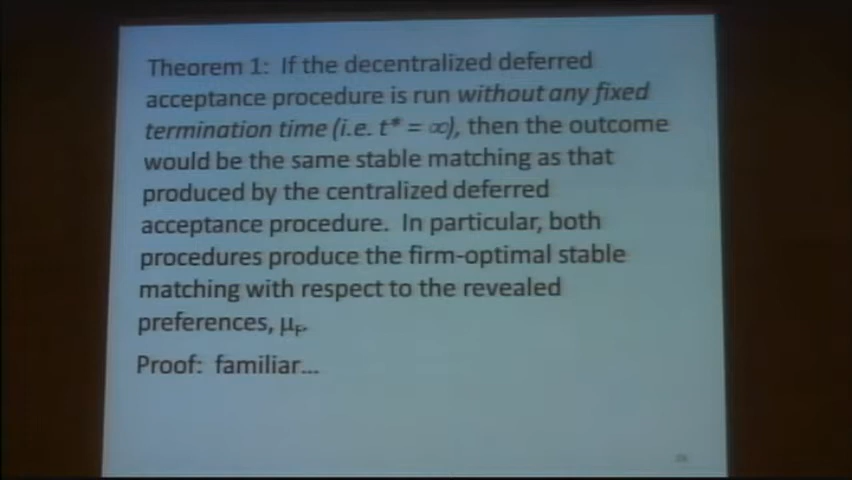 Theorem 1: If the decentralized deferred
acceptance procedure is run without any fixed
termination time (i.e. t* = ∞), then the outcome
would be the same stable matching as that
produced by the centralized deferred
acceptance procedure. In particular, both
procedures produce the firm-optimal stable
matching with respect to the revealed
preferences, μF.
Proof: familiar...